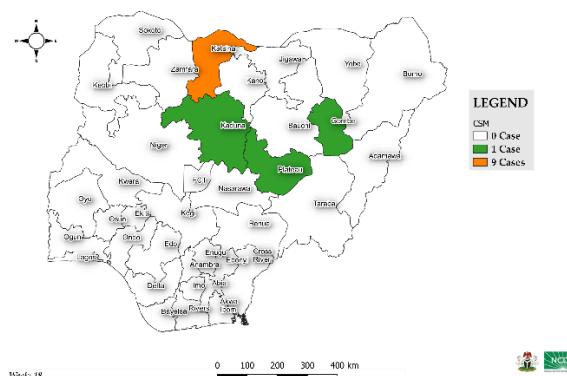 N
Sokoto
Katsina
Jigawa
Yobe
Borno
Zamfara
Kano
Kebbi
Kaduna
Bauchi
Gombe
Niger
Adamawa
Plateau
FCT
Nasarawa
Kwara
Taraba
Oyo
Kogi
Ekiti
Osun
Benue
Ogun
Ondo
Edo
Enugu
Cross
River
Ebony
Anambra
Lagos
Delta
Imo
Abia
Akwa
Ibom
Bayelsa
Rivers
LEGEND
CSM
0 Case
1 Case
9 Cases
0 100 200 300 400 km